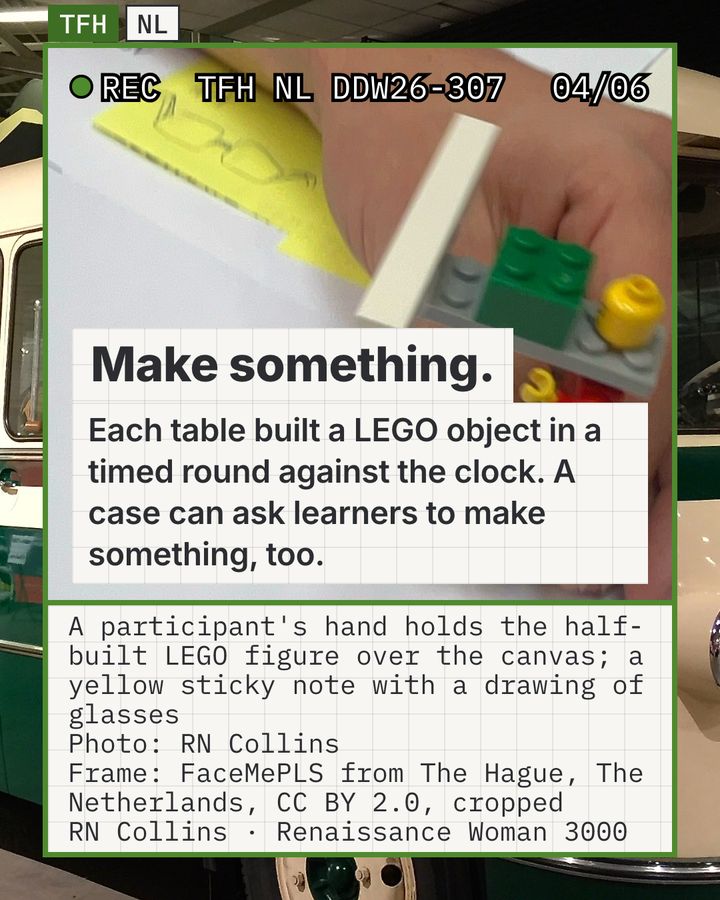 TFH NL
REC TFH NL DDW26-307 04/06
Make something.
Each table built a LEGO object in a
timed round against the clock. A
case can ask learners to make
something, too.
A participant's hand holds the half-
built LEGO figure over the canvas; a
yellow sticky note with a drawing of
glasses
Photo: RN Collins
Frame: FaceMePLS from The Hague, The
Netherlands, CC BY 2.0, cropped
RN Collins · Renaissance Woman 3000